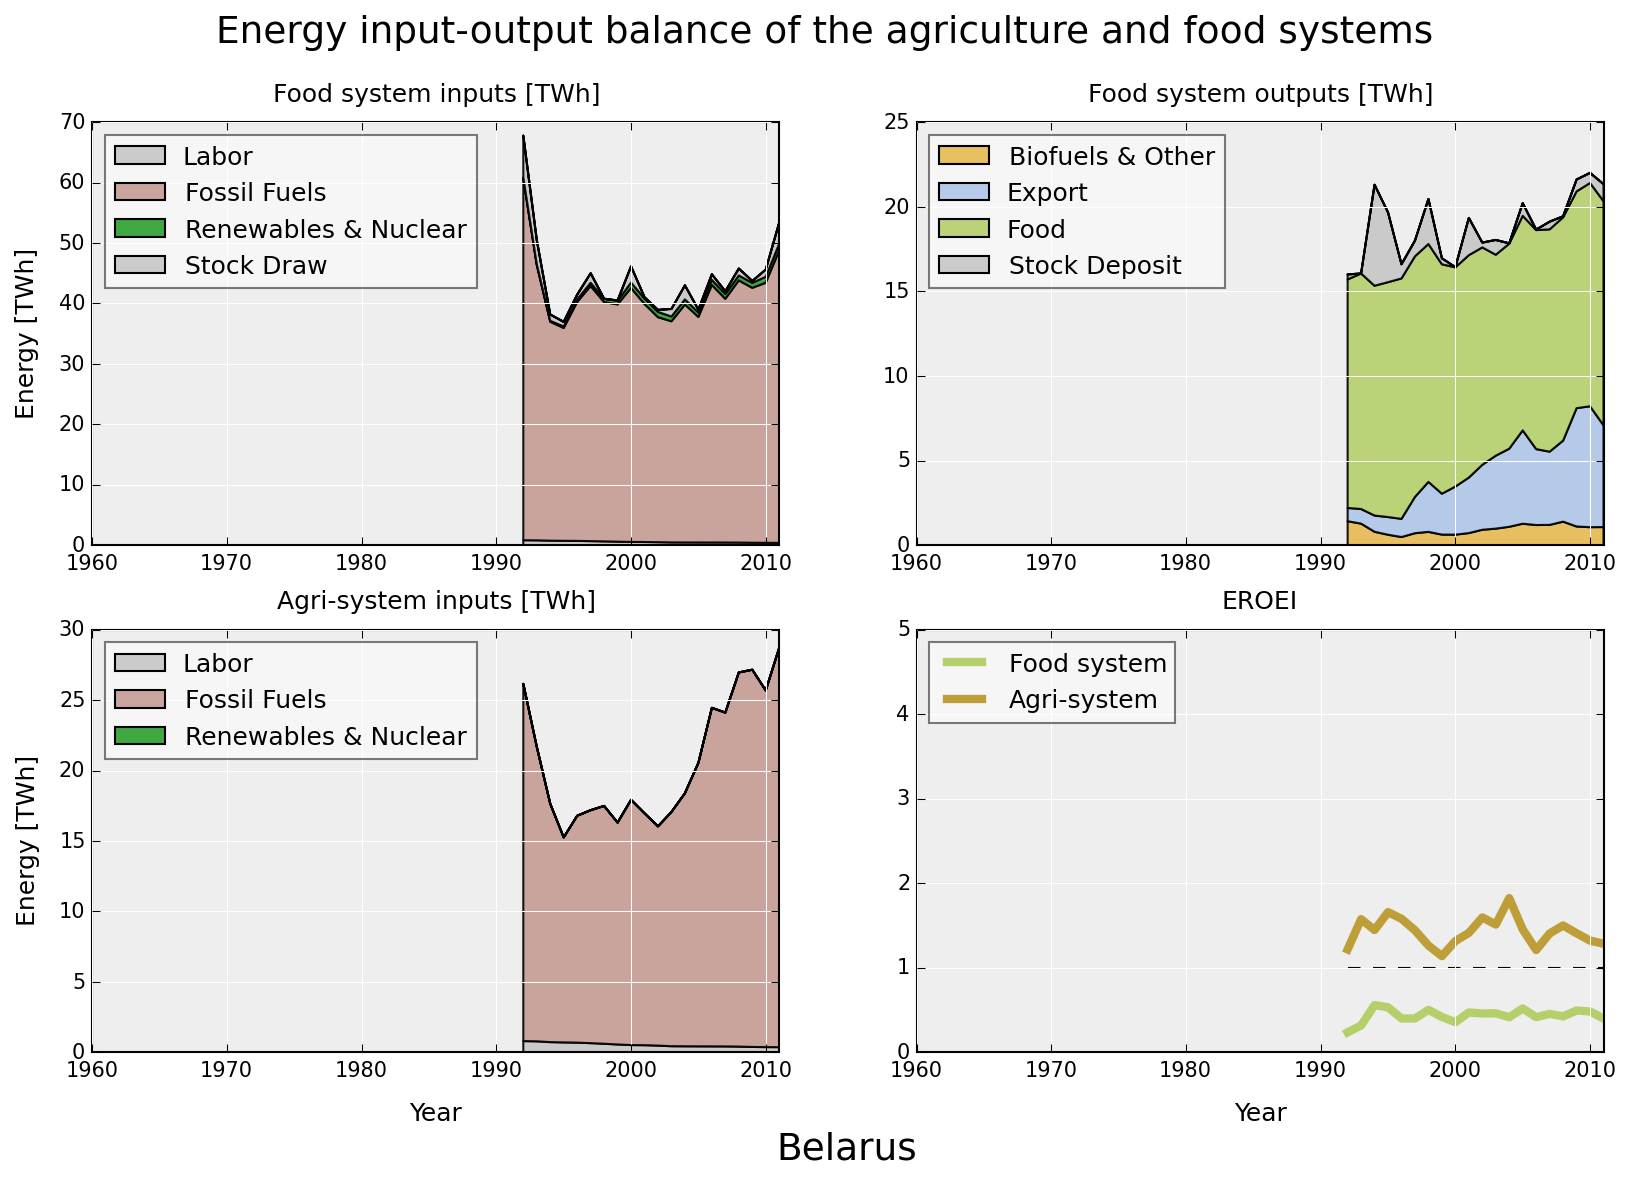 Energy input-output balance of the agriculture and food systems
Food system inputs [TWh]
Energy [TWh]
70
60
50
40
30
20
10
0
Labor
Fossil Fuels
Renewables & Nuclear
Stock Draw
1960 1970 1980 1990 2000 2010
Food system outputs [TWh]
25
20
15
10
5
0
Biofuels & Other
Export
Food
Stock Deposit
1960 1970 1980 1990 2000 2010
Agri-system inputs [TWh]
Energy [TWh]
30
25
20
15
10
5
0
Labor
Fossil Fuels
Renewables & Nuclear
1960 1970 1980 1990 2000 2010
Year
EROEI
5
4
3
2
1
0
Food system
Agri-system
1960 1970 1980 1990 2000 2010
Year
Belarus